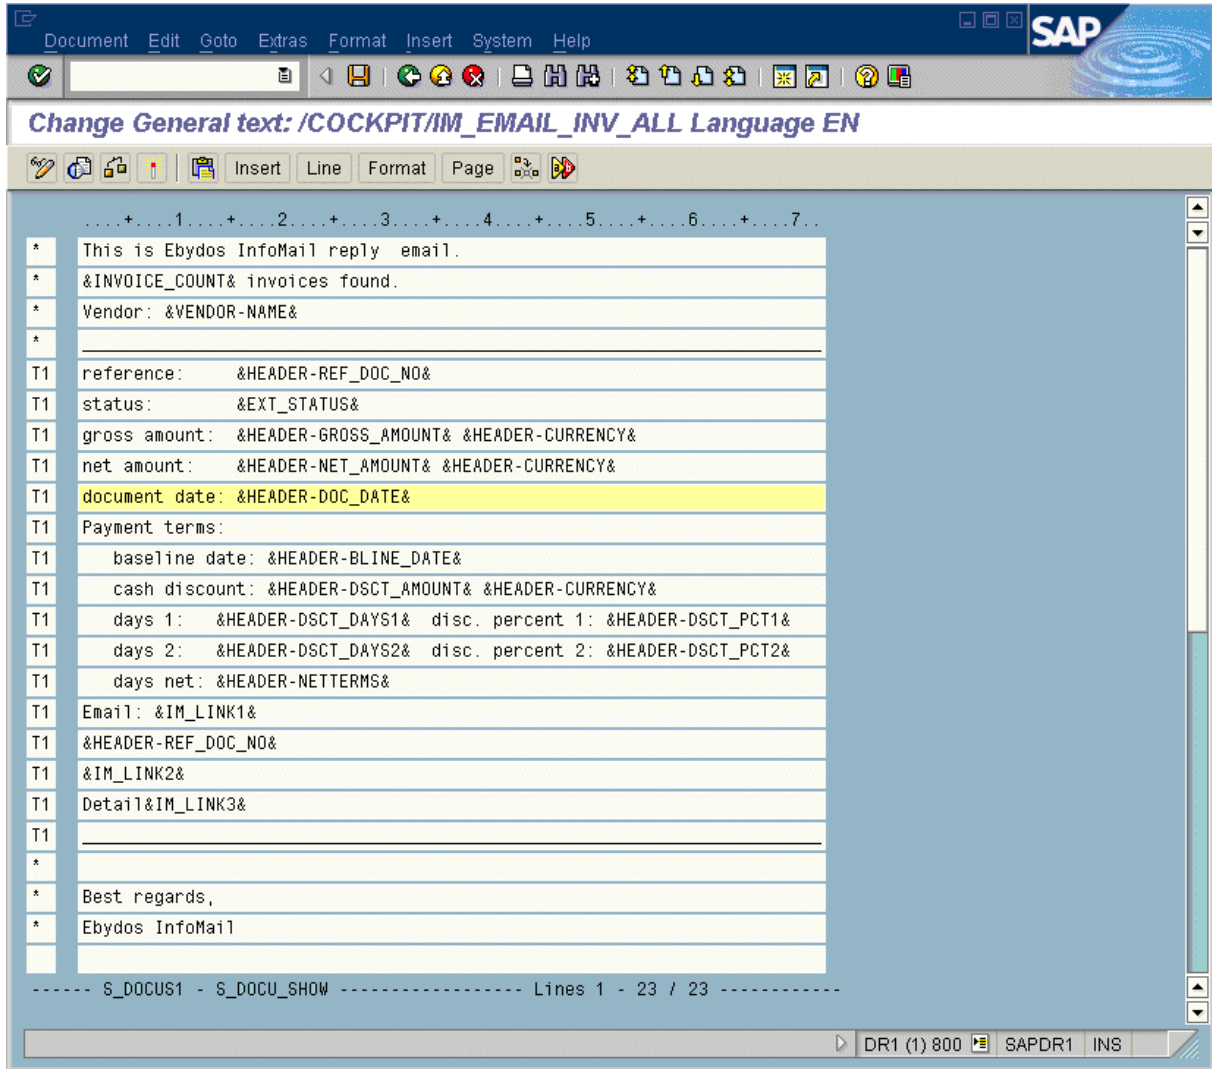 Document Edit Goto Extras Format Insert System Help
SAP
Change General text: /COCKPIT/IM_EMAIL_INV_ALL Language EN
Insert Line Format Page
....+....1....+....2....+....3....+....4....+....5....+....6....+....7..
* This is Ebydos InfoMail reply  email.
* &INVOICE_COUNT& invoices found.
* Vendor: &VENDOR-NAME&
* __________________________________________________________________________
T1 reference:     &HEADER-REF_DOC_NO&
T1 status:        &EXT_STATUS&
T1 gross amount:  &HEADER-GROSS_AMOUNT& &HEADER-CURRENCY&
T1 net amount:    &HEADER-NET_AMOUNT& &HEADER-CURRENCY&
T1 document date: &HEADER-DOC_DATE&
T1 Payment terms:
T1    baseline date: &HEADER-BLINE_DATE&
T1    cash discount: &HEADER-DSCT_AMOUNT& &HEADER-CURRENCY&
T1    days 1:   &HEADER-DSCT_DAYS1&  disc. percent 1: &HEADER-DSCT_PCT1&
T1    days 2:   &HEADER-DSCT_DAYS2&  disc. percent 2: &HEADER-DSCT_PCT2&
T1    days net: &HEADER-NETTERMS&
T1 Email: &IM_LINK1&
T1 &HEADER-REF_DOC_NO&
T1 &IM_LINK2&
T1 Detail&IM_LINK3&
T1 __________________________________________________________________________
*
* Best regards,
* Ebydos InfoMail
------ S_DOCUS1 - S_DOCU_SHOW ------------------ Lines 1 - 23 / 23 ------------
DR1 (1) 800 SAPDR1 INS